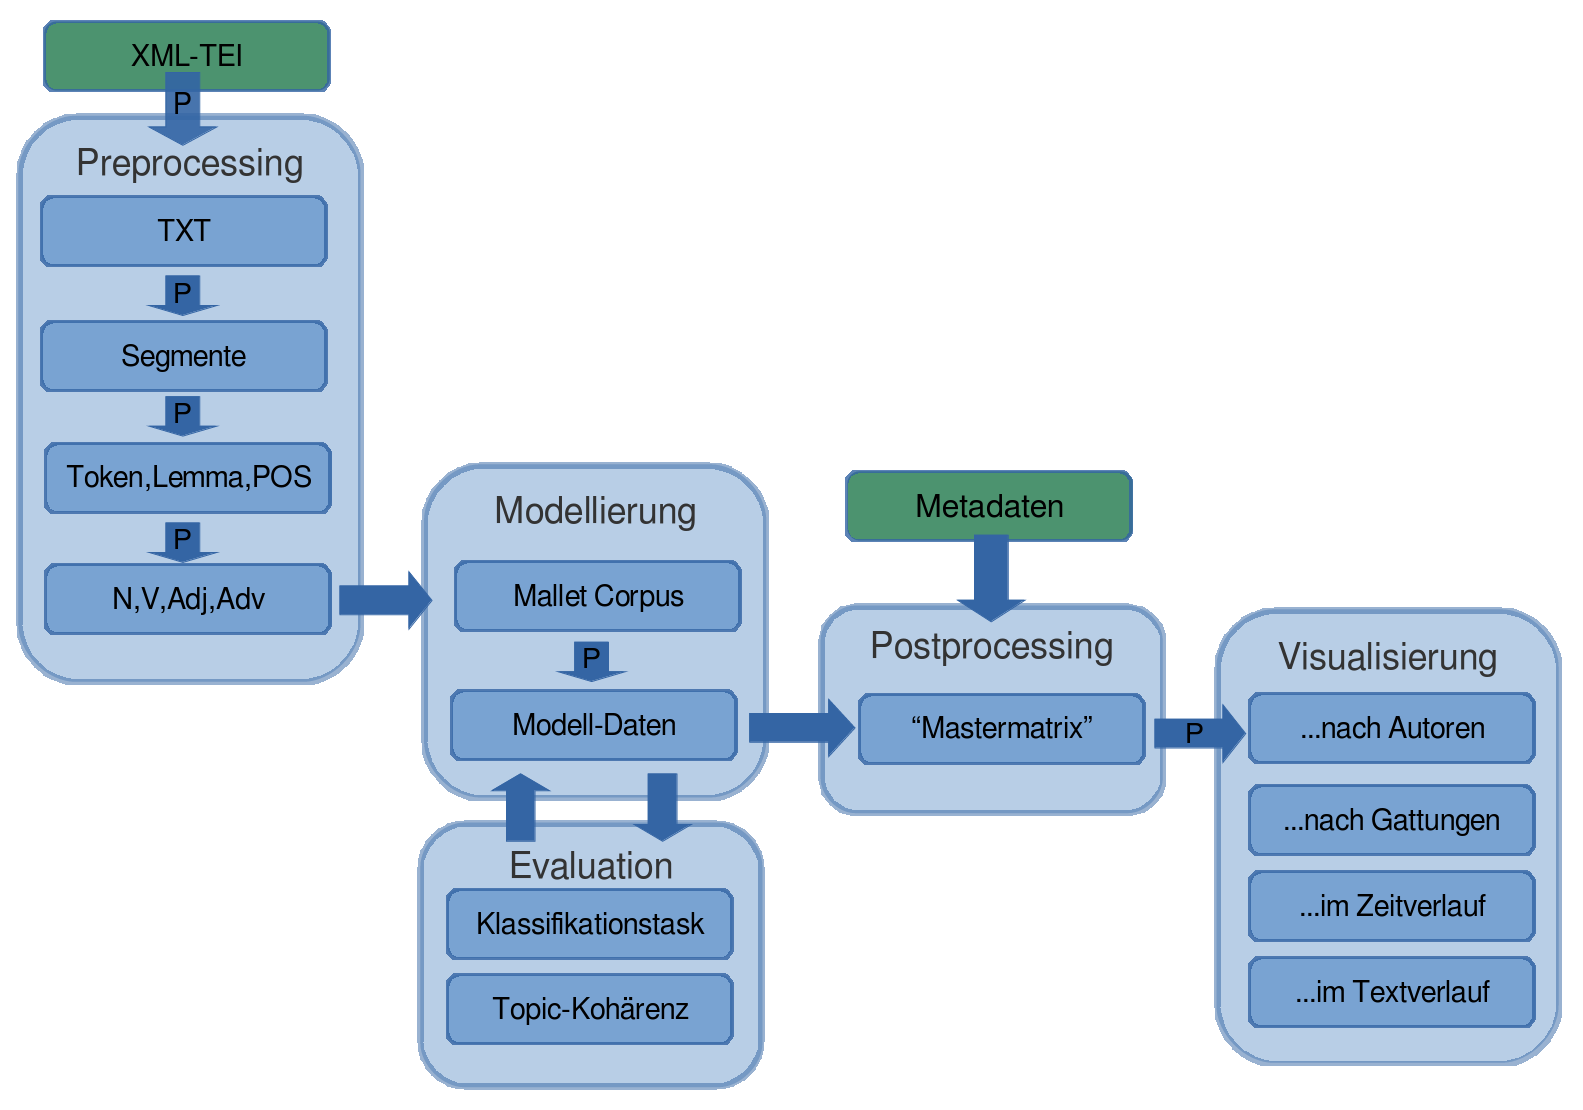 XML-TEI
P
Preprocessing
TXT
P
Segmente
P
Token,Lemma,POS
P
N,V,Adj,Adv
Modellierung
Mallet Corpus
P
Modell-Daten
Evaluation
Klassifikationstask
Topic-Kohärenz
Metadaten
Postprocessing
“Mastermatrix”
P
Visualisierung
...nach Autoren
...nach Gattungen
...im Zeitverlauf
...im Textverlauf